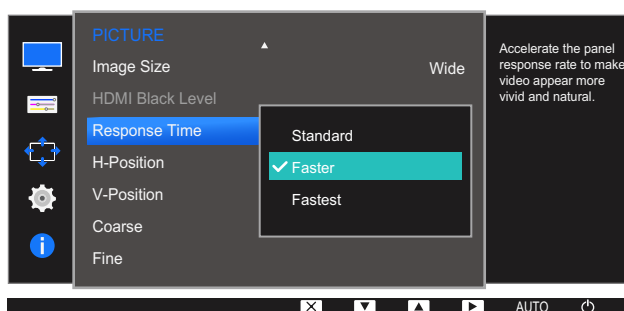 PICTURE
Image Size Wide
HDMI Black Level
Response Time
H-Position
V-Position
Coarse
Fine
Standard
Faster
Fastest
Accelerate the panel
response rate to make
video appear more
vivid and natural.
AUTO